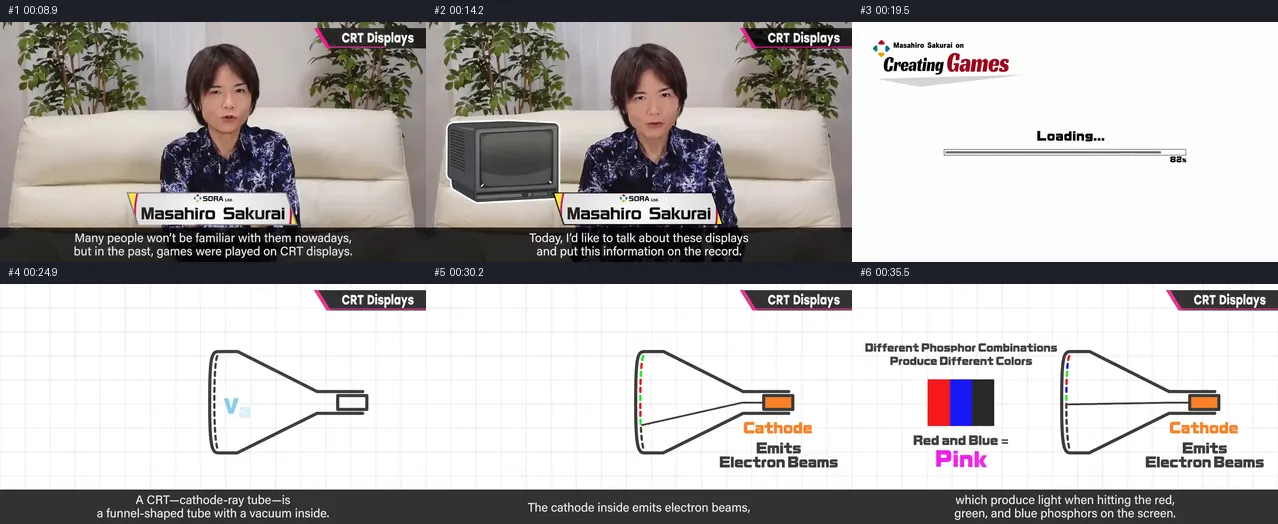 #1 00:08.9
CRT Displays
SORA Ltd.
Masahiro Sakurai
Many people won't be familiar with them nowadays,
but in the past, games were played on CRT displays.
#2 00:14.2
CRT Displays
SORA Ltd.
Masahiro Sakurai
Today, I'd like to talk about these displays
and put this information on the record.
#3 00:19.5
Masahiro Sakurai on
Creating Games
Loading...
82%
#4 00:24.9
CRT Displays
V
A CRT—cathode-ray tube—is
a funnel-shaped tube with a vacuum inside.
#5 00:30.2
CRT Displays
Cathode
Emits
Electron Beams
The cathode inside emits electron beams,
#6 00:35.5
CRT Displays
Different Phosphor Combinations
Produce Different Colors
Red and Blue =
Pink
Cathode
Emits
Electron Beams
which produce light when hitting the red,
green, and blue phosphors on the screen.